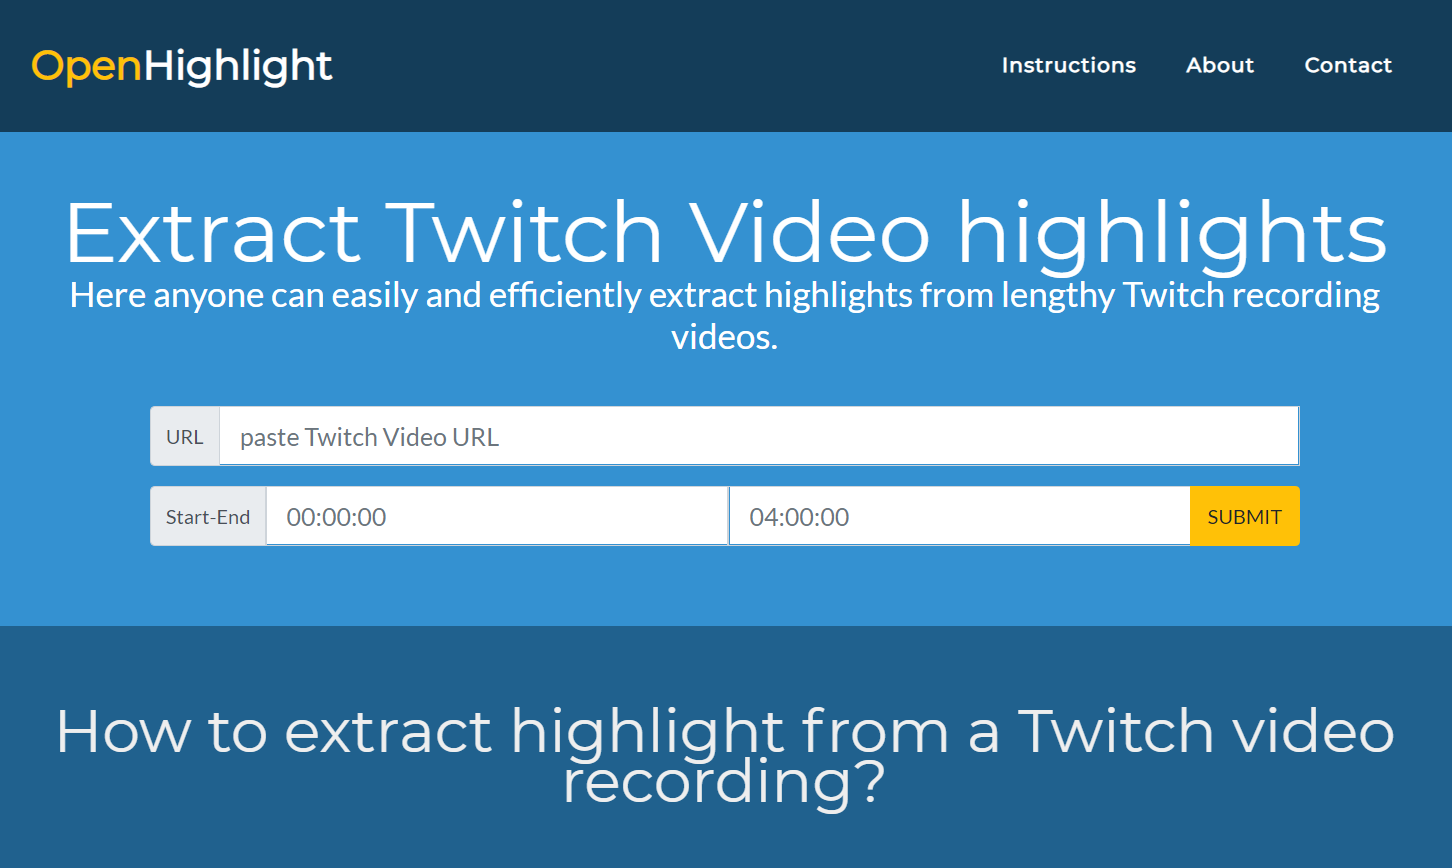 OpenHighlight
Instructions
About
Contact
Extract Twitch Video highlights
Here anyone can easily and efficiently extract highlights from lengthy Twitch recording
videos.
URL
paste Twitch Video URL
Start-End
00:00:00
04:00:00
SUBMIT
How to extract highlight from a Twitch video
recording?